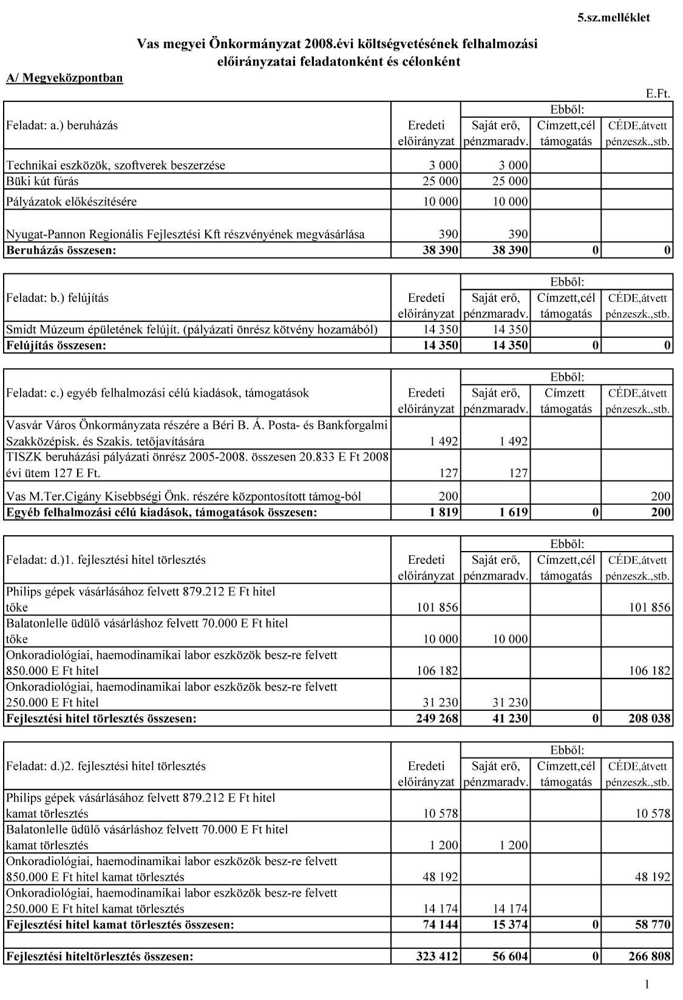 5.sz.melléklet
Vas megyei Önkormányzat 2008.évi költségvetésének felhalmozási
előirányzatai feladatonként és célonként
A/ Megyeközpontban
E.Ft.
Ebből:
Feladat: a.) beruházás Eredeti Saját erő, Címzett,cél CÉDE,átvett
előirányzat pénzmaradv. támogatás pénzeszk.,stb.
Technikai eszközök, szoftverek beszerzése 3 000 3 000
Büki kút fúrás 25 000 25 000
Pályázatok előkészítésére 10 000 10 000
Nyugat-Pannon Regionális Fejlesztési Kft részvényének megvásárlása 390 390
Beruházás összesen: 38 390 38 390 0 0
Ebből:
Feladat: b.) felújítás Eredeti Saját erő, Címzett,cél CÉDE,átvett
előirányzat pénzmaradv. támogatás pénzeszk.,stb.
Smidt Múzeum épületének felújít. (pályázati önrész kötvény hozamából) 14 350 14 350
Felújítás összesen: 14 350 14 350 0 0
Ebből:
Feladat: c.) egyéb felhalmozási célú kiadások, támogatások Eredeti Saját erő, Címzett CÉDE,átvett
előirányzat pénzmaradv. támogatás pénzeszk.,stb.
Vasvár Város Önkormányzata részére a Béri B. Á. Posta- és Bankforgalmi
Szakközépisk. és Szakis. tetőjavítására 1 492 1 492
TISZK beruházási pályázati önrész 2005-2008. összesen 20.833 E Ft 2008
évi ütem 127 E Ft. 127 127
Vas M.Ter.Cigány Kisebbségi Önk. részére központosított támog-ból 200 200
Egyéb felhalmozási célú kiadások, támogatások összesen: 1 819 1 619 0 200
Ebből:
Feladat: d.)1. fejlesztési hitel törlesztés Eredeti Saját erő, Címzett,cél CÉDE,átvett
előirányzat pénzmaradv. támogatás pénzeszk.,stb.
Philips gépek vásárlásához felvett 879.212 E Ft hitel
tőke 101 856 101 856
Balatonlelle üdülő vásárláshoz felvett 70.000 E Ft hitel
tőke 10 000 10 000
Onkoradiológiai, haemodinamikai labor eszközök besz-re felvett
850.000 E Ft hitel 106 182 106 182
Onkoradiológiai, haemodinamikai labor eszközök besz-re felvett
250.000 E Ft hitel 31 230 31 230
Fejlesztési hitel törlesztés összesen: 249 268 41 230 0 208 038
Ebből:
Feladat: d.)2. fejlesztési hitel törlesztés Eredeti Saját erő, Címzett,cél CÉDE,átvett
előirányzat pénzmaradv. támogatás pénzeszk.,stb.
Philips gépek vásárlásához felvett 879.212 E Ft hitel
kamat törlesztés 10 578 10 578
Balatonlelle üdülő vásárláshoz felvett 70.000 E Ft hitel
kamat törlesztés 1 200 1 200
Onkoradiológiai, haemodinamikai labor eszközök besz-re felvett
850.000 E Ft hitel kamat törlesztés 48 192 48 192
Onkoradiológiai, haemodinamikai labor eszközök besz-re felvett
250.000 E Ft hitel kamat törlesztés 14 174 14 174
Fejlesztési hitel kamat törlesztés összesen: 74 144 15 374 0 58 770
Fejlesztési hiteltörlesztés összesen: 323 412 56 604 0 266 808
1